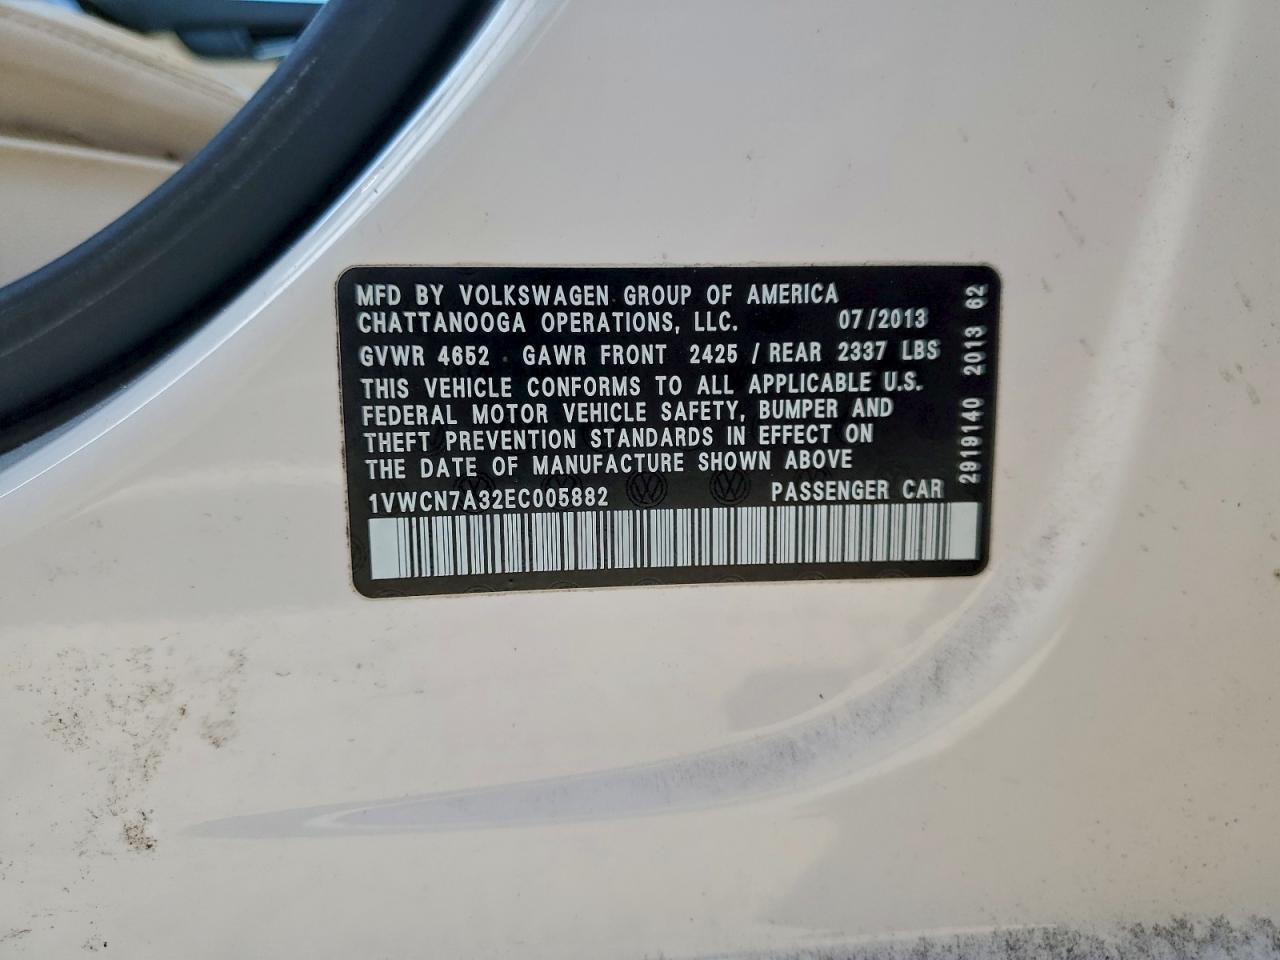 MFD BY VOLKSWAGEN GROUP OF AMERICA
CHATTANOOGA OPERATIONS, LLC. 07/2013
GVWR 4652 GAWR FRONT 2425 / REAR 2337 LBS
THIS VEHICLE CONFORMS TO ALL APPLICABLE U.S.
FEDERAL MOTOR VEHICLE SAFETY, BUMPER AND
THEFT PREVENTION STANDARDS IN EFFECT ON
THE DATE OF MANUFACTURE SHOWN ABOVE
1VWCN7A32EC005882 PASSENGER CAR
2919140 2013 62